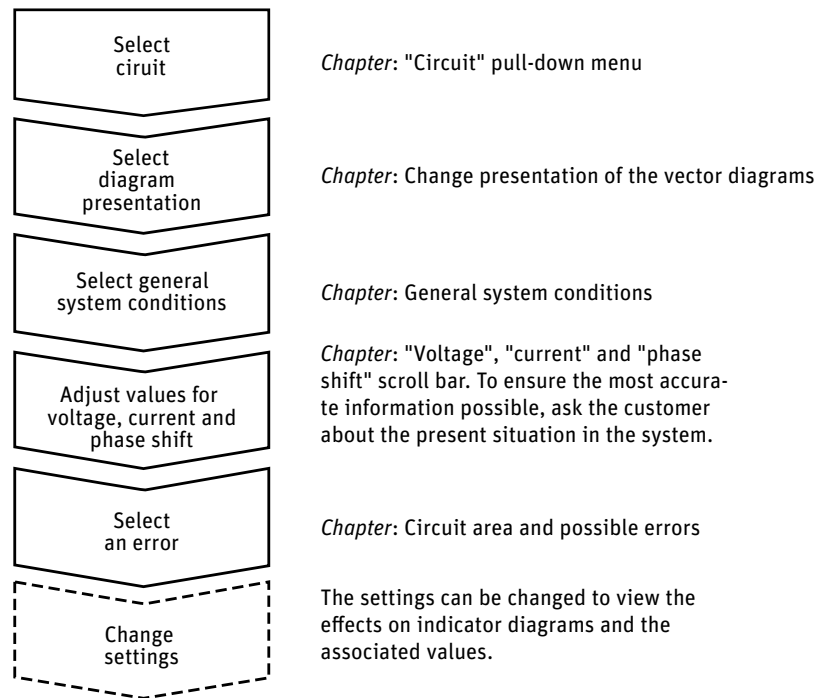 Select
ciruit
Chapter: "Circuit" pull-down menu
Select
diagram
presentation
Chapter: Change presentation of the vector diagrams
Select general
system conditions
Chapter: General system conditions
Adjust values for
voltage, current and
phase shift
Chapter: "Voltage", "current" and "phase
shift" scroll bar. To ensure the most accura-
te information possible, ask the customer
about the present situation in the system.
Select
an error
Chapter: Circuit area and possible errors
Change
settings
The settings can be changed to view the
effects on indicator diagrams and the
associated values.